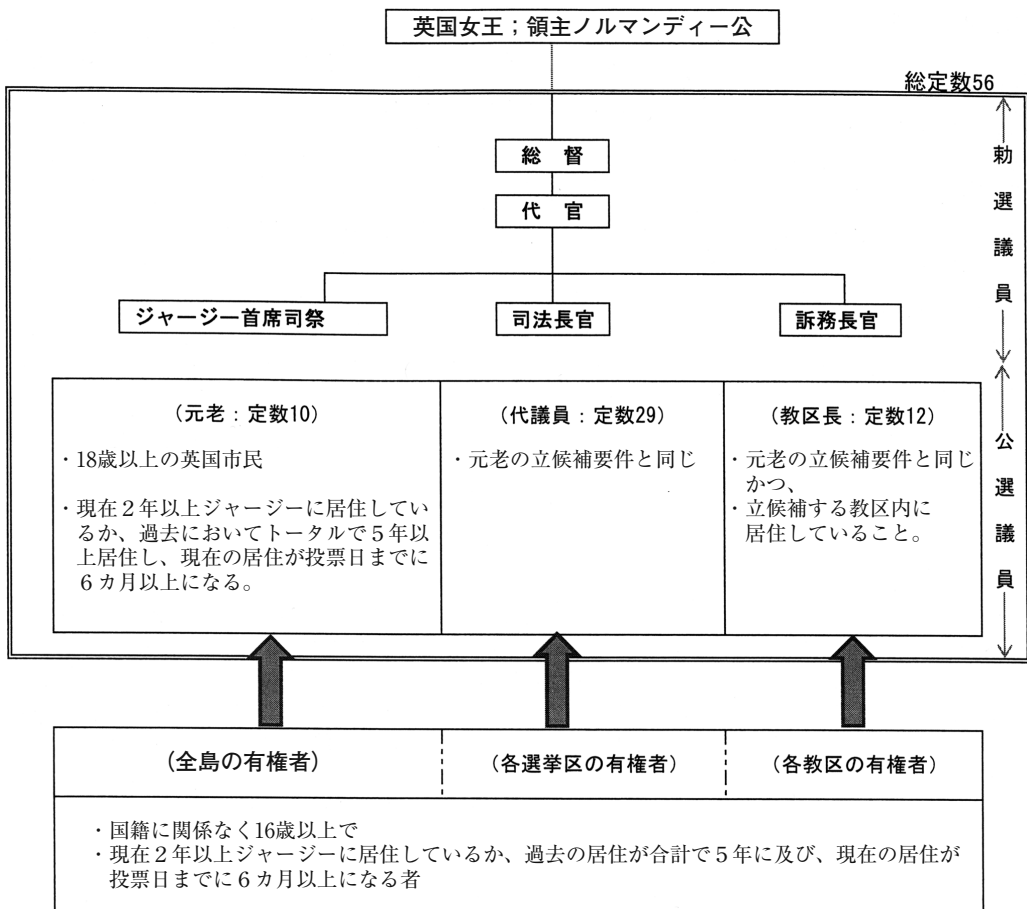 英国女王；領主ノルマンディー公
総定数56
総　督
代　官
ジャージー首席司祭
司法長官
訴務長官
勅選議員
(元老：定数10)
・18歳以上の英国市民
・現在２年以上ジャージーに居住してい
るか、過去においてトータルで５年以
上居住し、現在の居住が投票日までに
６カ月以上になる。
(代議員：定数29)
・元老の立候補要件と同じ
(教区長：定数12)
・元老の立候補要件と同じ
かつ、
・立候補する教区内に
居住していること。
公選議員
(全島の有権者)
(各選挙区の有権者)
(各教区の有権者)
・国籍に関係なく16歳以上で
・現在２年以上ジャージーに居住しているか、過去の居住が合計で５年に及び、現在の居住が
投票日までに６カ月以上になる者